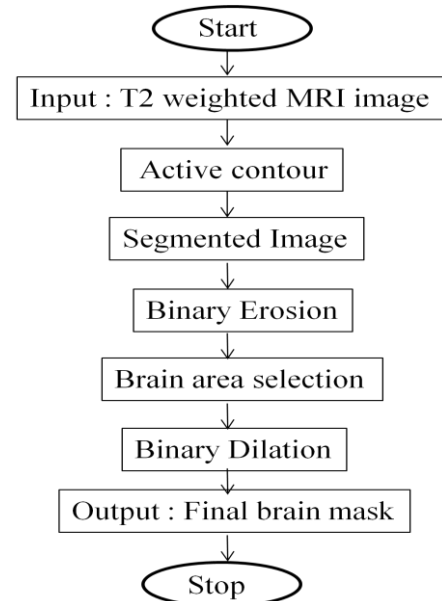 Start
Input : T2 weighted MRI image
Active contour
Segmented Image
Binary Erosion
Brain area selection
Binary Dilation
Output : Final brain mask
Stop